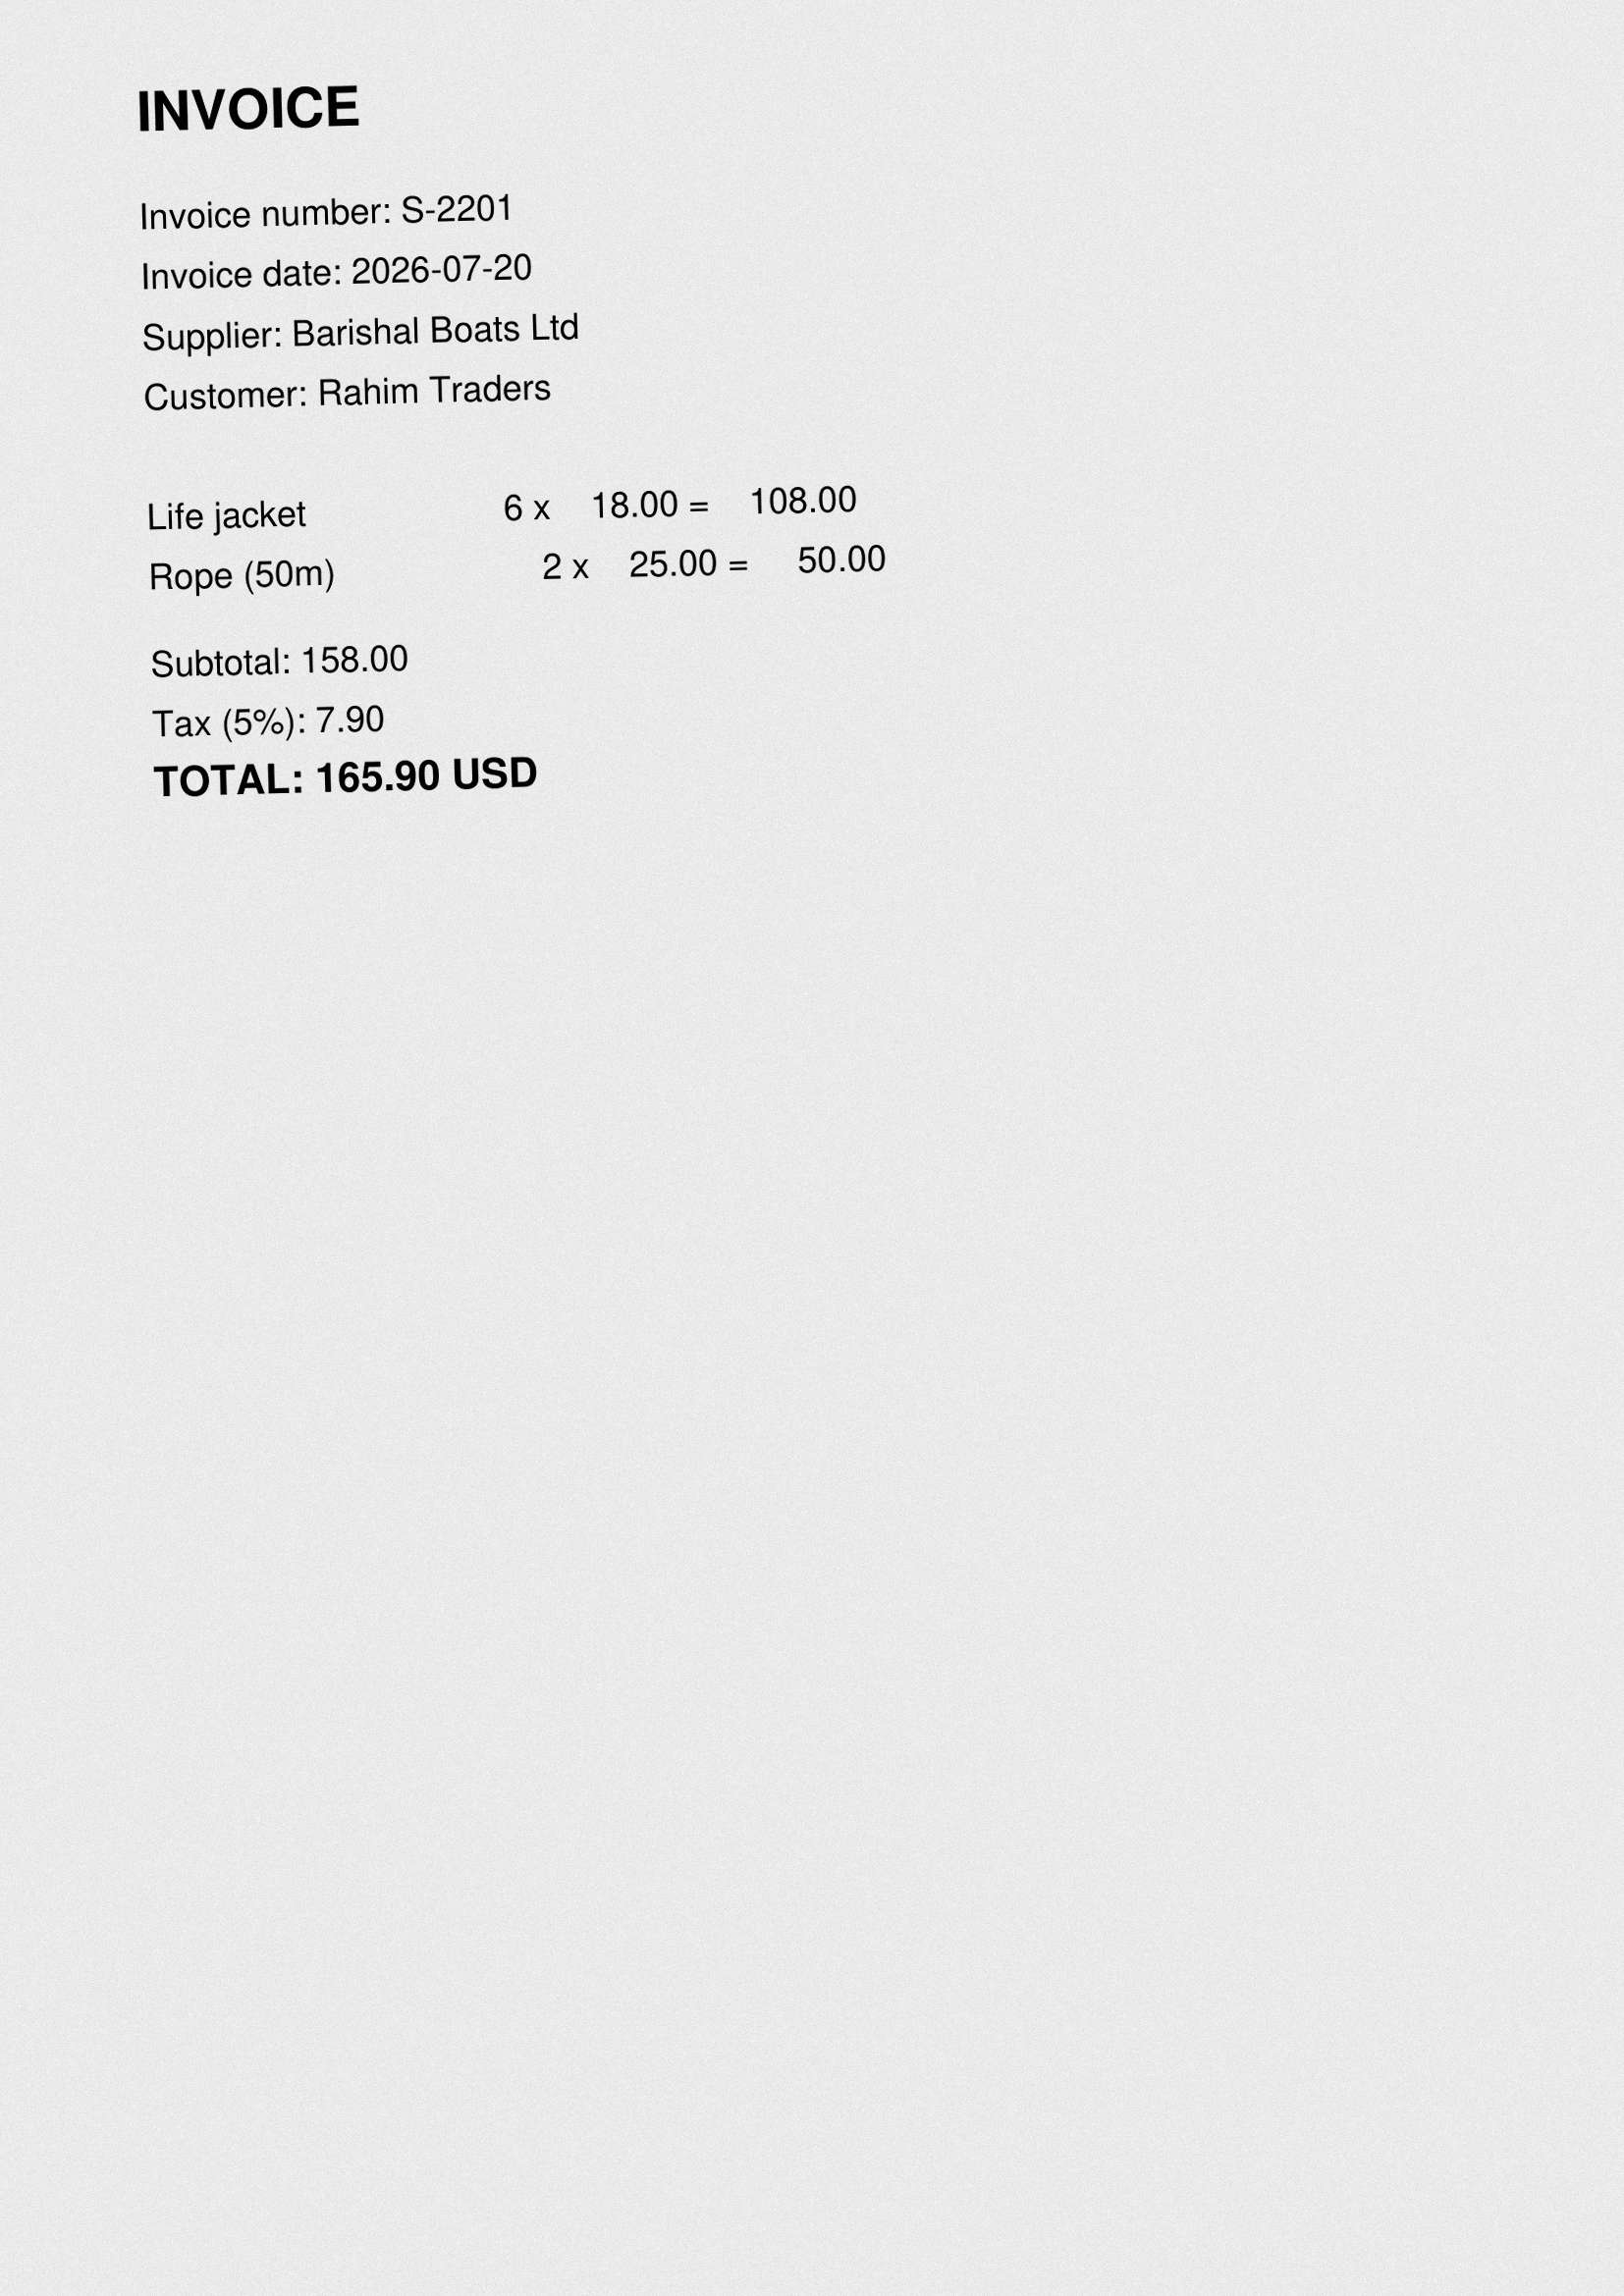 INVOICE
Invoice number: S-2201
Invoice date: 2026-07-20
Supplier: Barishal Boats Ltd
Customer: Rahim Traders
Life jacket 6 x 18.00 = 108.00
Rope (50m) 2 x 25.00 = 50.00
Subtotal: 158.00
Tax (5%): 7.90
TOTAL: 165.90 USD